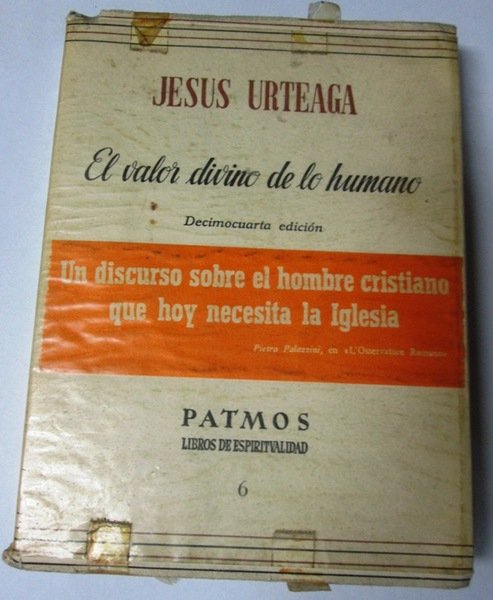 JESUS URTEAGA
El valor divino de lo humano
Decimocuarta edición
Un discurso sobre el hombre cristiano
que hoy necesita la Iglesia
Pietro Palazzini, en «L'Osservatore Romano»
PATMOS
LIBROS DE ESPIRITVALIDAD
6